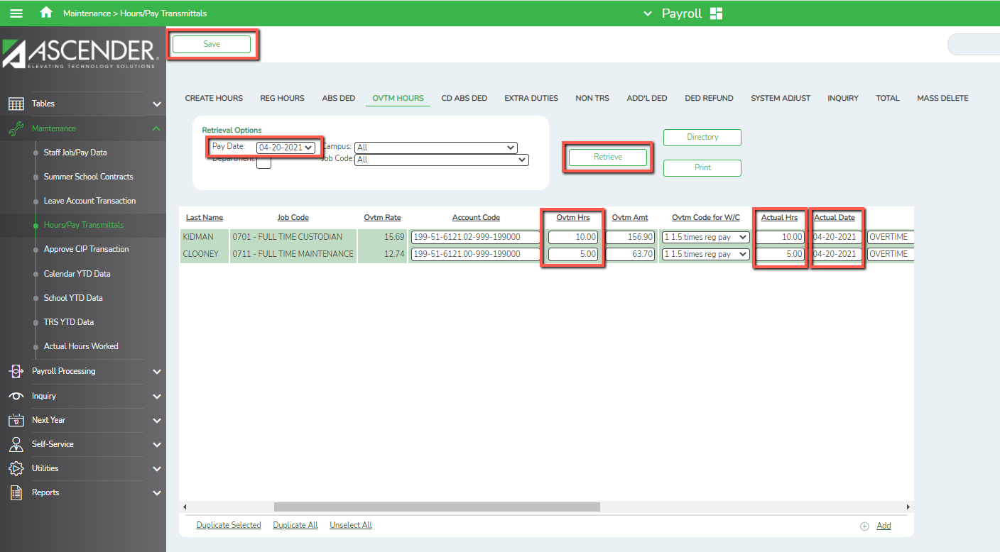 Maintenance > Hours/Pay Transmittals
Payroll
ASCENDER
ELEVATING TECHNOLOGY SOLUTIONS
Save
Tables
Maintenance
Staff Job/Pay Data
Summer School Contracts
Leave Account Transaction
Hours/Pay Transmittals
Approve CIP Transaction
Calendar YTD Data
School YTD Data
TRS YTD Data
Actual Hours Worked
Payroll Processing
Inquiry
12
Next Year
Self-Service
Utilities
Reports
CREATE HOURS REG HOURS ABS DED OVTM HOURS CD ABS DED EXTRA DUTIES NON TRS ADD'L DED DED REFUND SYSTEM ADJUST INQUIRY TOTAL MASS DELETE
Retrieval Options
Pay Date: 04-20-2021 Campus: All
Department: Job Code: All
Retrieve
Directory
Print
Last Name Job Code Ovtm Rate Account Code Ovtm Hrs Ovtm Amt Ovtm Code for W/C Actual Hrs Actual Date
KIDMAN 0701 - FULL TIME CUSTODIAN 15.69 199-51-6121.02-999-199000 10.00 156.90 1 1.5 times reg pay 10.00 04-20-2021 OVERTIME
CLOONEY 0711 - FULL TIME MAINTENANCE 12.74 199-51-6121.00-999-199000 5.00 63.70 1 1.5 times reg pay 5.00 04-20-2021 OVERTIME
Duplicate Selected Duplicate All Unselect All Add